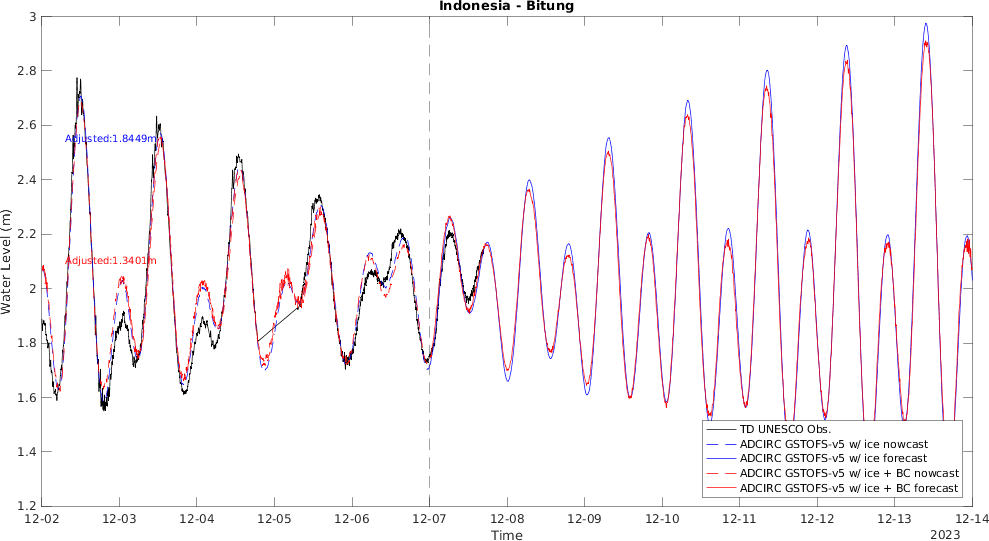 Indonesia - Bitung
3
2.8
2.6
2.4
2.2
2
1.8
1.6
1.4
1.2
Water Level (m)
Adjusted:1.8449m
Adjusted:1.3401m
TD UNESCO Obs.
ADCIRC GSTOFS-v5 w/ ice nowcast
ADCIRC GSTOFS-v5 w/ ice forecast
ADCIRC GSTOFS-v5 w/ ice + BC nowcast
ADCIRC GSTOFS-v5 w/ ice + BC forecast
12-02 12-03 12-04 12-05 12-06 12-07 12-08 12-09 12-10 12-11 12-12 12-13 12-14
Time
2023